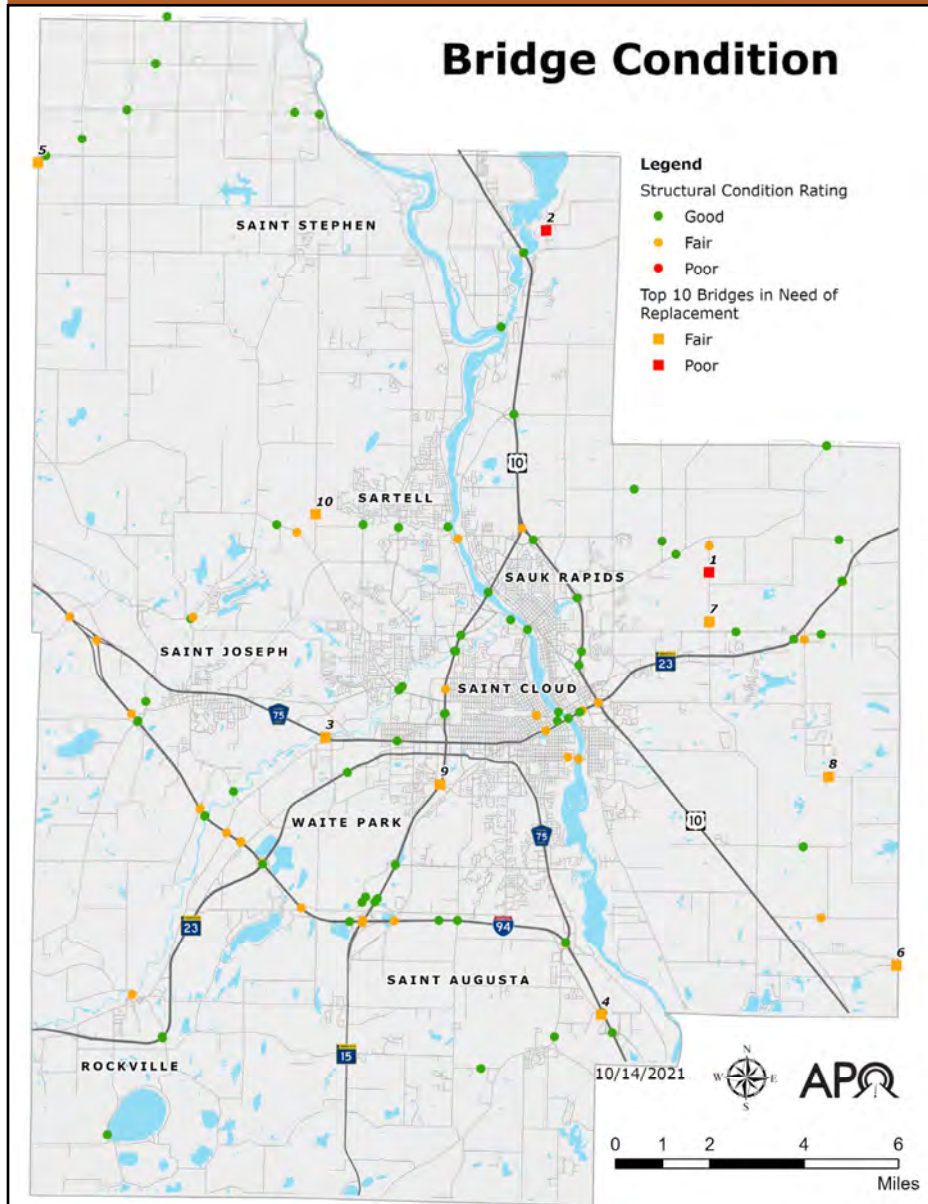 Bridge Condition
Legend
Structural Condition Rating
Good
Fair
Poor
Top 10 Bridges in Need of
Replacement
Fair
Poor
5
2
SAINT STEPHEN
10
10
SARTELL
1
SAUK RAPIDS
7
SAINT JOSEPH
23
SAINT CLOUD
75
3
9
8
WAITE PARK
10
75
23
94
6
SAINT AUGUSTA
4
15
ROCKVILLE
10/14/2021
N
W
E
S
APO
0 2 4 6
Miles